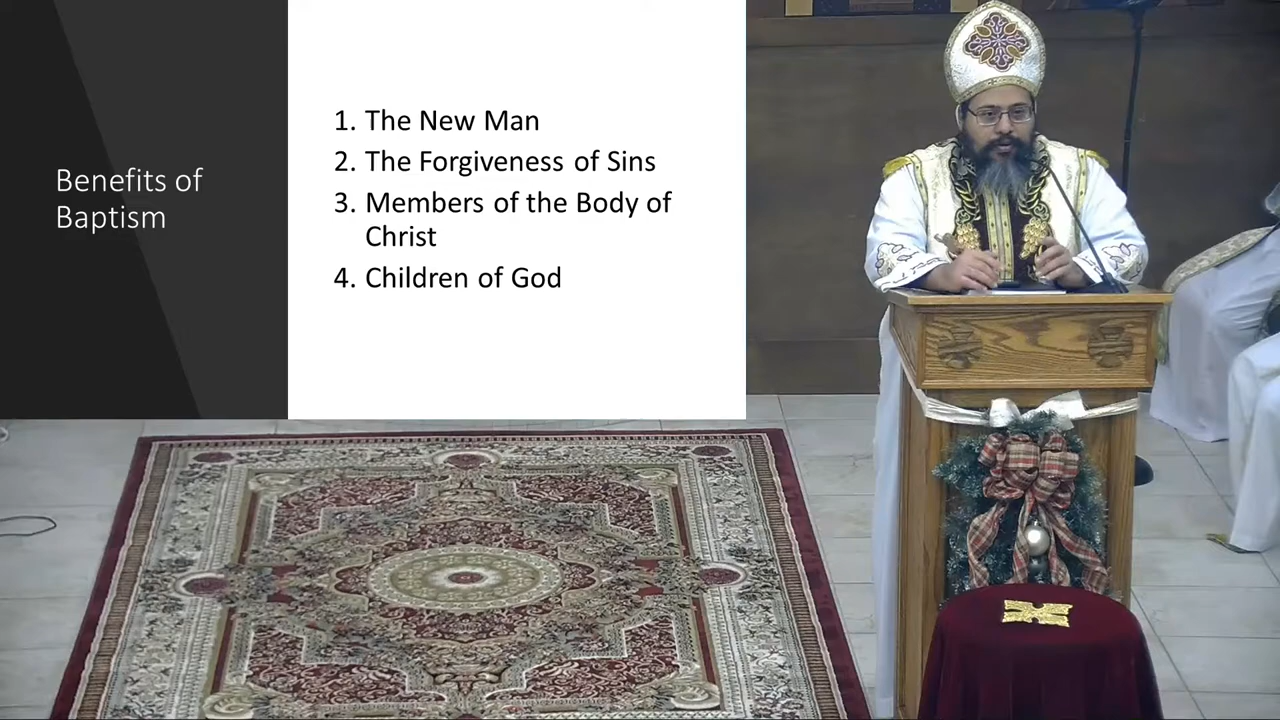 Benefits of
Baptism
1. The New Man
2. The Forgiveness of Sins
3. Members of the Body of
Christ
4. Children of God